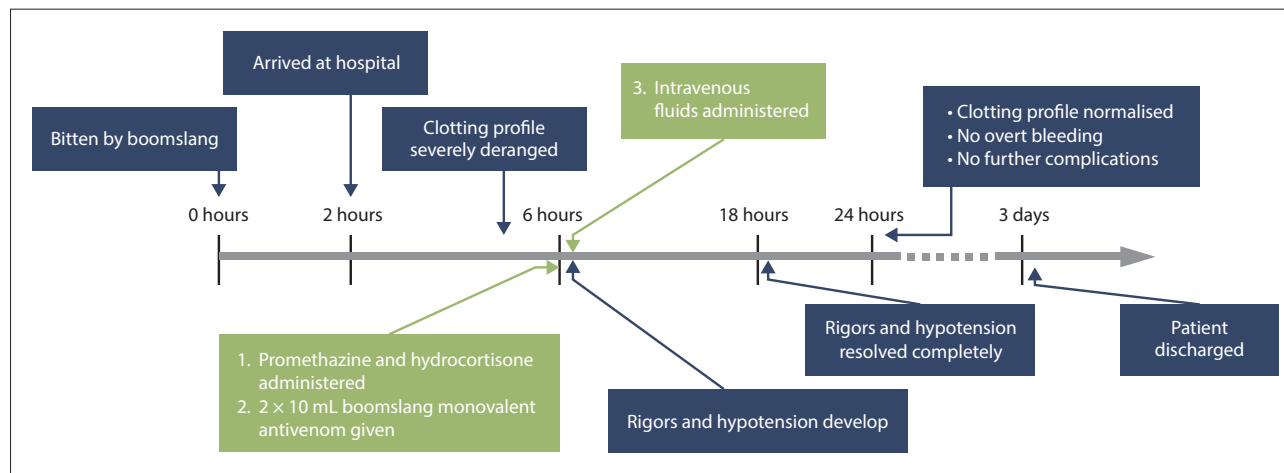 Arrived at hospital
Bitten by boomslang
Clotting profile
severely deranged
3. Intravenous
fluids administered
• Clotting profile normalised
• No overt bleeding
• No further complications
0 hours
2 hours
6 hours
18 hours
24 hours
3 days
1. Promethazine and hydrocortisone
administered
2. 2 × 10 mL boomslang monovalent
antivenom given
Rigors and hypotension develop
Rigors and hypotension
resolved completely
Patient
discharged